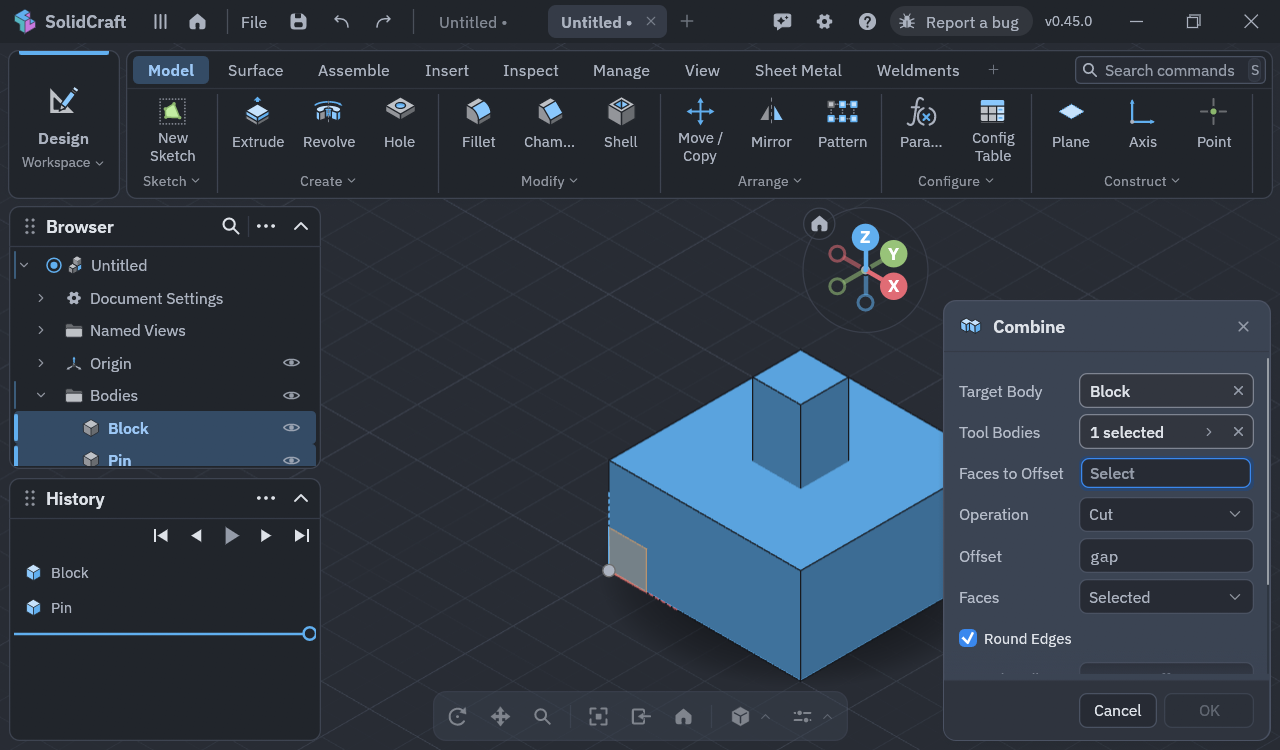 SolidCraft
File
Untitled •
Untitled •
Report a bug
v0.45.0
Design
Workspace
Model
Surface
Assemble
Insert
Inspect
Manage
View
Sheet Metal
Weldments
Search commands
S
New
Sketch
Extrude
Revolve
Hole
Fillet
Cham...
Shell
Move /
Copy
Mirror
Pattern
Para...
Config
Table
Plane
Axis
Point
Sketch
Create
Modify
Arrange
Configure
Construct
Browser
Untitled
Document Settings
Named Views
Origin
Bodies
Block
Pin
History
Block
Pin
Z
Y
X
Combine
Target Body
Block
Tool Bodies
1 selected
Faces to Offset
Select
Operation
Cut
Offset
gap
Faces
Selected
Round Edges
Cancel
OK